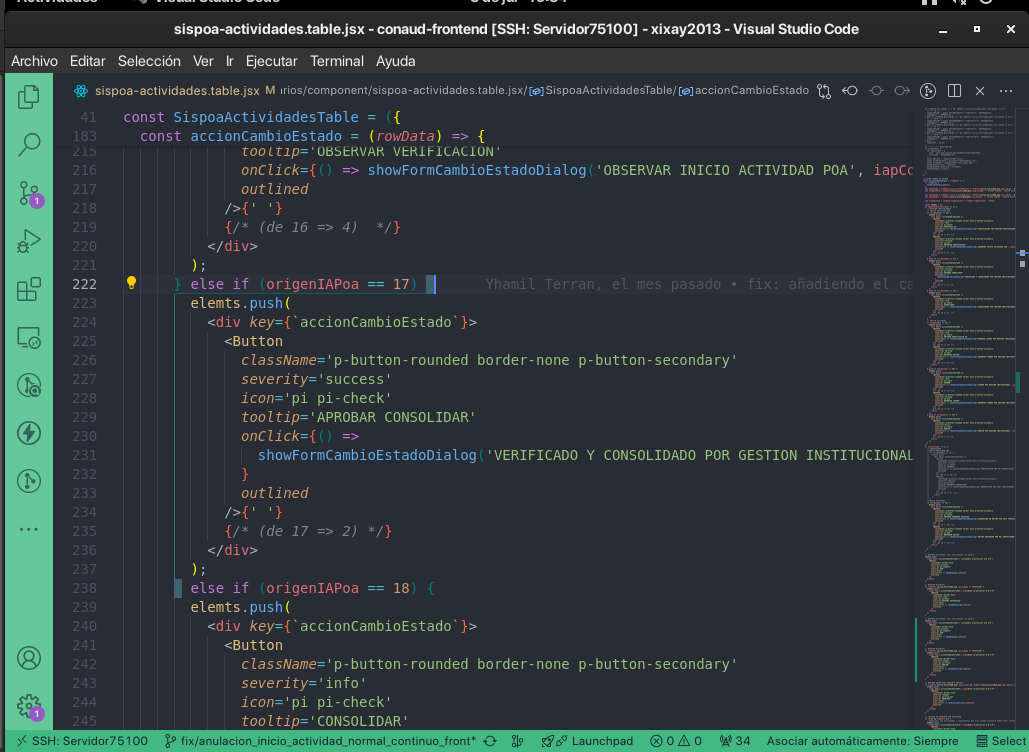 sispoa-actividades.table.jsx - conaud-frontend [SSH: Servidor75100] - xixay2013 - Visual Studio Code
Archivo Editar Selección Ver Ir Ejecutar Terminal Ayuda
sispoa-actividades.table.jsx M rios/component/sispoa-actividades.table.jsx/ SispoaActividadesTable/ accionCambioEstado
41 const SispoaActividadesTable = ({
183 const accionCambioEstado = (rowData) => {
215 tooltip='OBSERVAR VERIFICACION'
216 onClick={() => showFormCambioEstadoDialog('OBSERVAR INICIO ACTIVIDAD POA', iapCo
217 outlined
218 />{' '}
219 {/* (de 16 => 4)  */}
220 </div>
221 );
222 } else if (origenIAPoa == 17) { Yhamil Terran, el mes pasado • fix: añadiendo el ca
223 elemts.push(
224 <div key={`accionCambioEstado`}>
225 <Button
226 className='p-button-rounded border-none p-button-secondary'
227 severity='success'
228 icon='pi pi-check'
229 tooltip='APROBAR CONSOLIDAR'
230 onClick={() =>
231 showFormCambioEstadoDialog('VERIFICADO Y CONSOLIDADO POR GESTION INSTITUCIONAL
232 }
233 outlined
234 />{' '}
235 {/* (de 17 => 2) */}
236 </div>
237 );
238 } else if (origenIAPoa == 18) {
239 elemts.push(
240 <div key={`accionCambioEstado`}>
241 <Button
242 className='p-button-rounded border-none p-button-secondary'
243 severity='info'
244 icon='pi pi-check'
245 tooltip='CONSOLIDAR'
1
1
SSH: Servidor75100 fix/anulacion_inicio_actividad_normal_continuo_front* Launchpad 0 0 34 Asociar automáticamente: Siempre Select